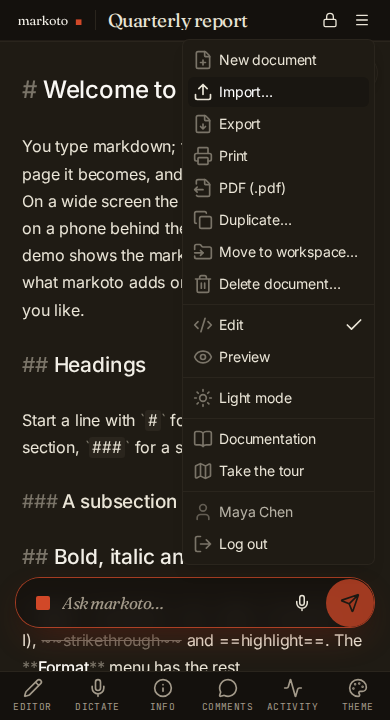 markoto
Quarterly report
New document
Import...
Export
Print
PDF (.pdf)
Duplicate...
Move to workspace...
Delete document...
Edit
Preview
Light mode
Documentation
Take the tour
Maya Chen
Log out
# Welcome to
You type markdown;
page it becomes, and
On a wide screen the
on a phone behind the
demo shows the mark
what markoto adds or
you like.
## Headings
Start a line with `#` fo
section, `###` for a s
### A subsection
## Bold, italic an
Ask markoto...
I), ~~strikethrough~~ and ==highlight==. The
**Format** menu has the rest.
EDITOR
DICTATE
INFO
COMMENTS
ACTIVITY
THEME